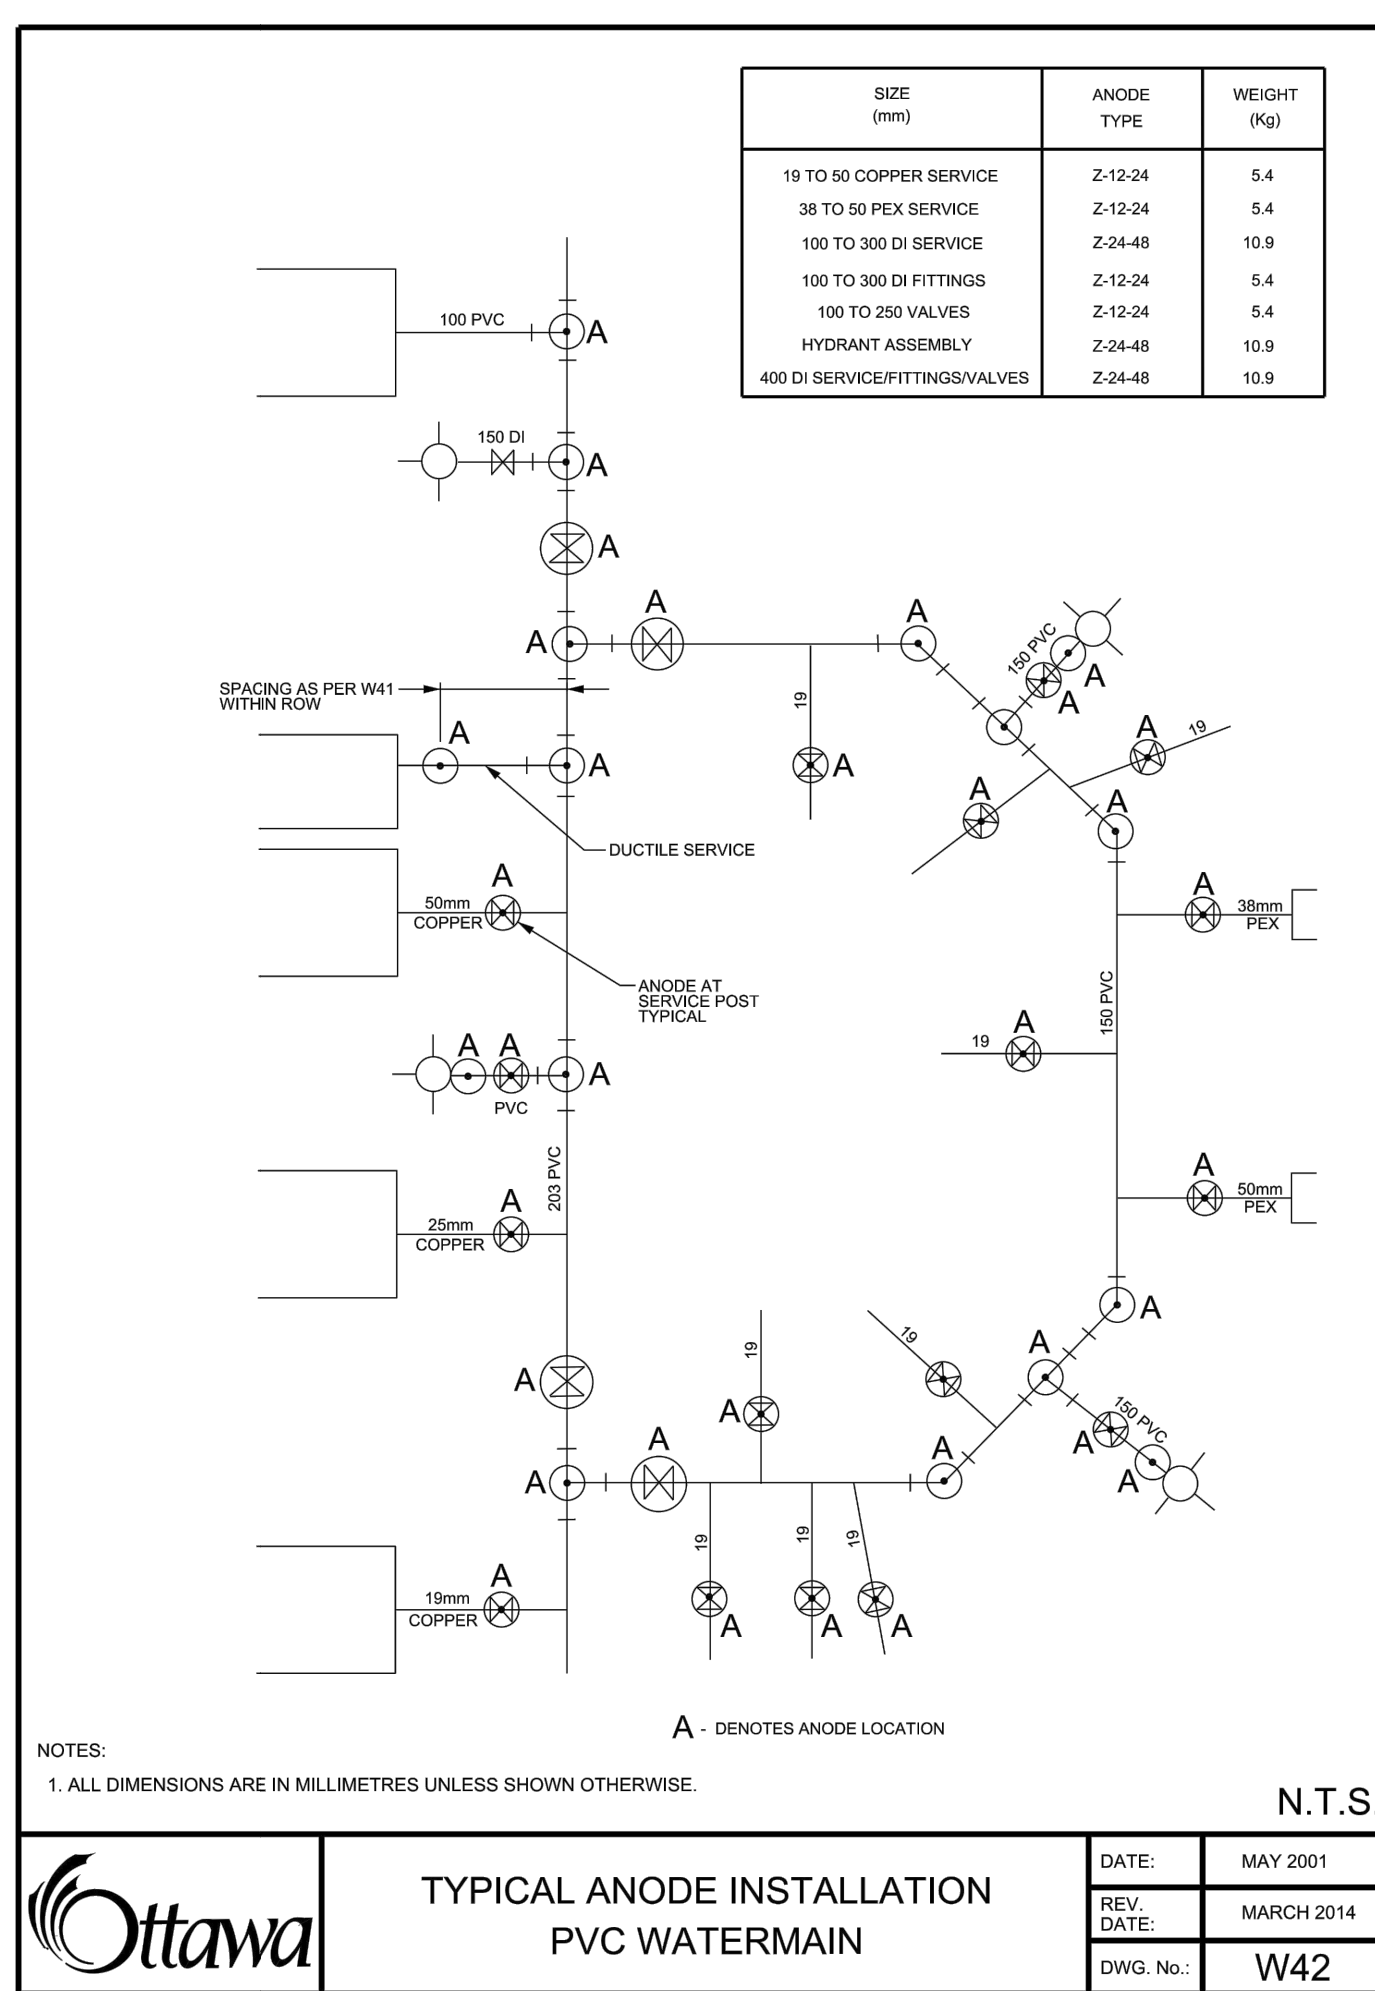 SIZE (mm) ANODE TYPE WEIGHT (Kg)
19 TO 50 COPPER SERVICE Z-12-24 5.4
38 TO 50 PEX SERVICE Z-12-24 5.4
100 TO 300 DI SERVICE Z-24-48 10.9
100 TO 300 DI FITTINGS Z-12-24 5.4
100 TO 250 VALVES Z-12-24 5.4
HYDRANT ASSEMBLY Z-24-48 10.9
400 DI SERVICE/FITTINGS/VALVES Z-24-48 10.9
100 PVC
A
150 DI
A
A
A
A
A
150 PVC
A
A
SPACING AS PER W41
WITHIN ROW
19
A
A
A
A
A
19
A
A
DUCTILE SERVICE
A
50mm
COPPER
A
38mm
PEX
ANODE AT
SERVICE POST
TYPICAL
150 PVC
A
19
A
A
A
PVC
203 PVC
A
50mm
PEX
A
25mm
COPPER
A
A
19
19
A
A
A
150 PVC
A
A
A
A
A
19
19
19
A
19mm
COPPER
A
A
A
A - DENOTES ANODE LOCATION
NOTES:
1. ALL DIMENSIONS ARE IN MILLIMETRES UNLESS SHOWN OTHERWISE.
N.T.S.
Ottawa
TYPICAL ANODE INSTALLATION
PVC WATERMAIN
DATE: MAY 2001
REV. DATE: MARCH 2014
DWG. No.: W42